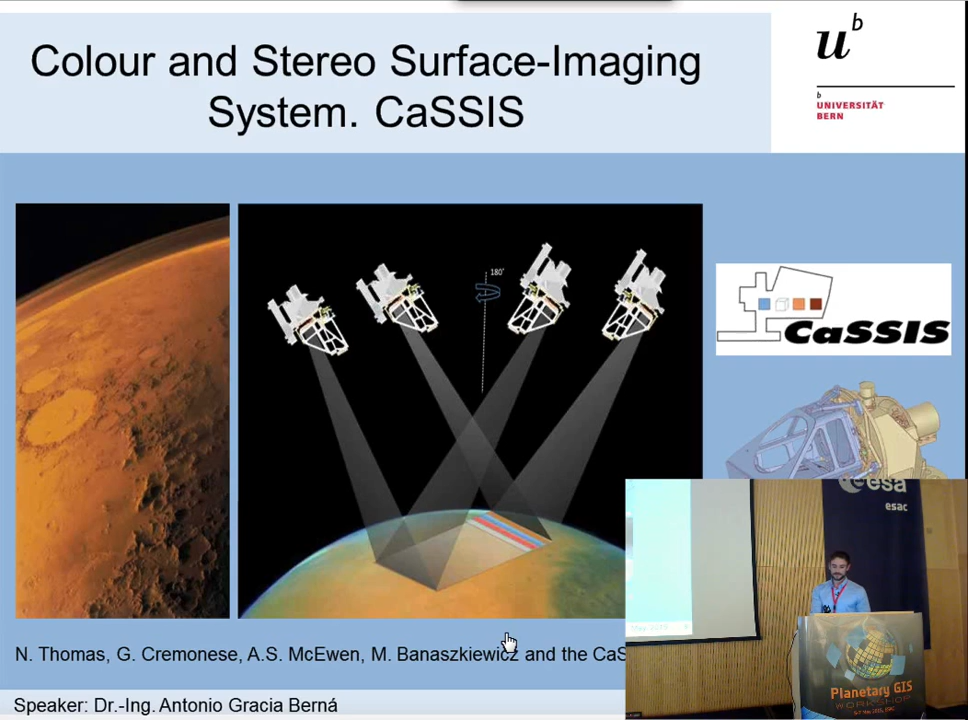 Colour and Stereo Surface-Imaging
System. CaSSIS
u
b
b
UNIVERSITÄT
BERN
180°
CaSSIS
esa
esac
Planetary GIS
WORKSHOP
N. Thomas, G. Cremonese, A.S. McEwen, M. Banaszkiewicz and the CaS
Speaker: Dr.-Ing. Antonio Gracia Berná